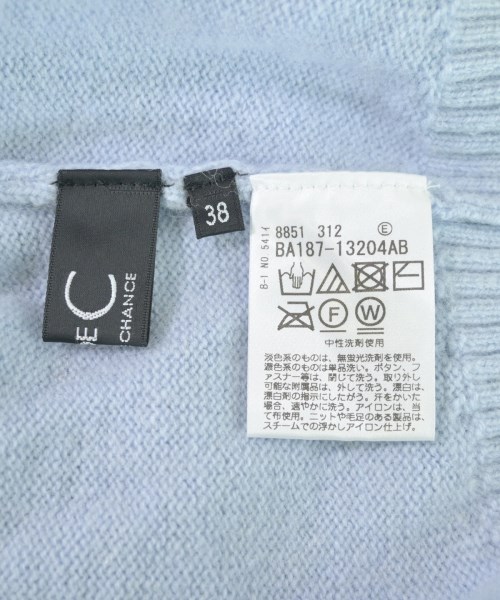 DE C
CHANCE
38
B-1 NO.5414
8851 312 E
BA187-13204AB
F W
中性洗剤使用
淡色系のものは、無蛍光洗剤を使用。
濃色系のものは単品洗い。ボタン、フ
ァスナー等は、閉じて洗う。取り外し
可能な附属品は、外して洗う。漂白は、
漂白剤の指示にしたがう。汗をかいた
場合、速やかに洗う。アイロンは、当
て布使用。ニットや毛足のある製品は、
スチームでの浮かしアイロン仕上げ。